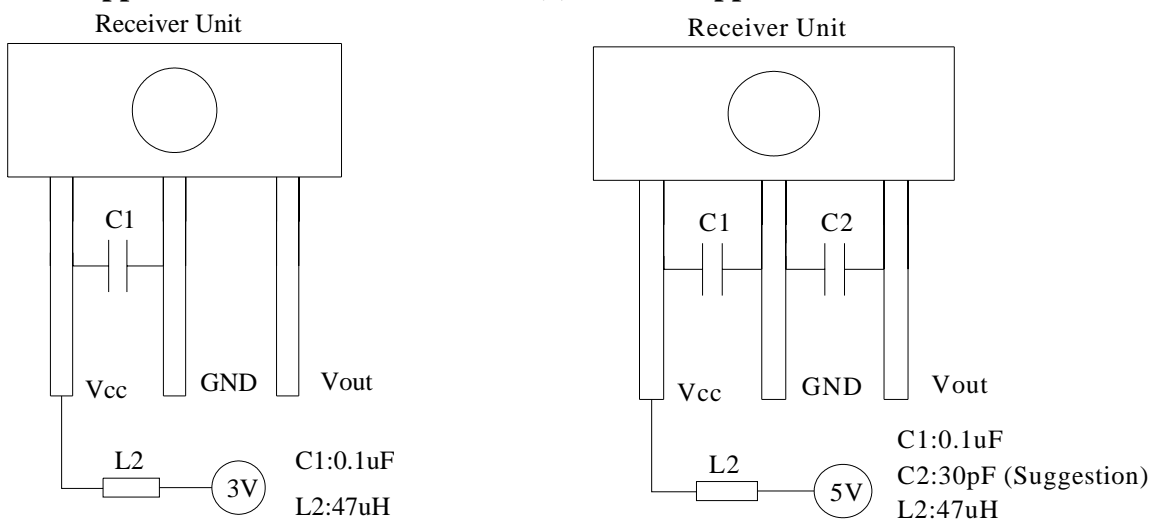 Receiver Unit
C1
Vcc
GND
Vout
L2
3V
C1:0.1uF
L2:47uH
Receiver Unit
C1
C2
Vcc
GND
Vout
L2
5V
C1:0.1uF
C2:30pF (Suggestion)
L2:47uH